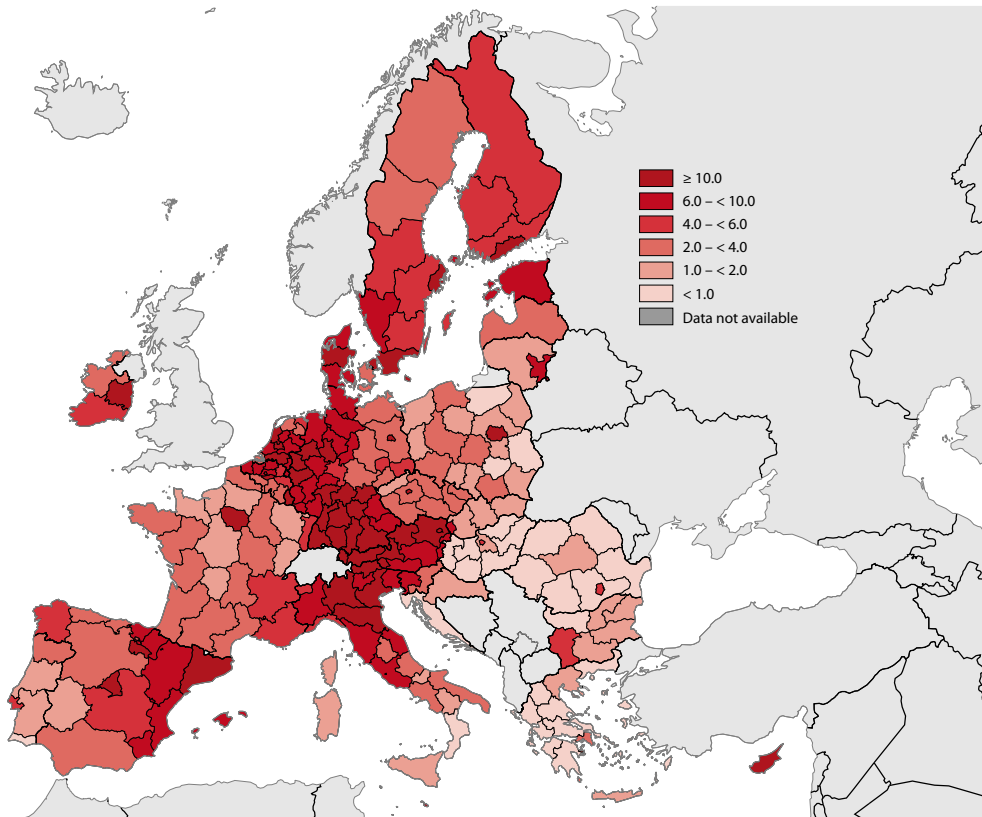 ≥ 10.0
6.0 – < 10.0
4.0 – < 6.0
2.0 – < 4.0
1.0 – < 2.0
< 1.0
Data not available